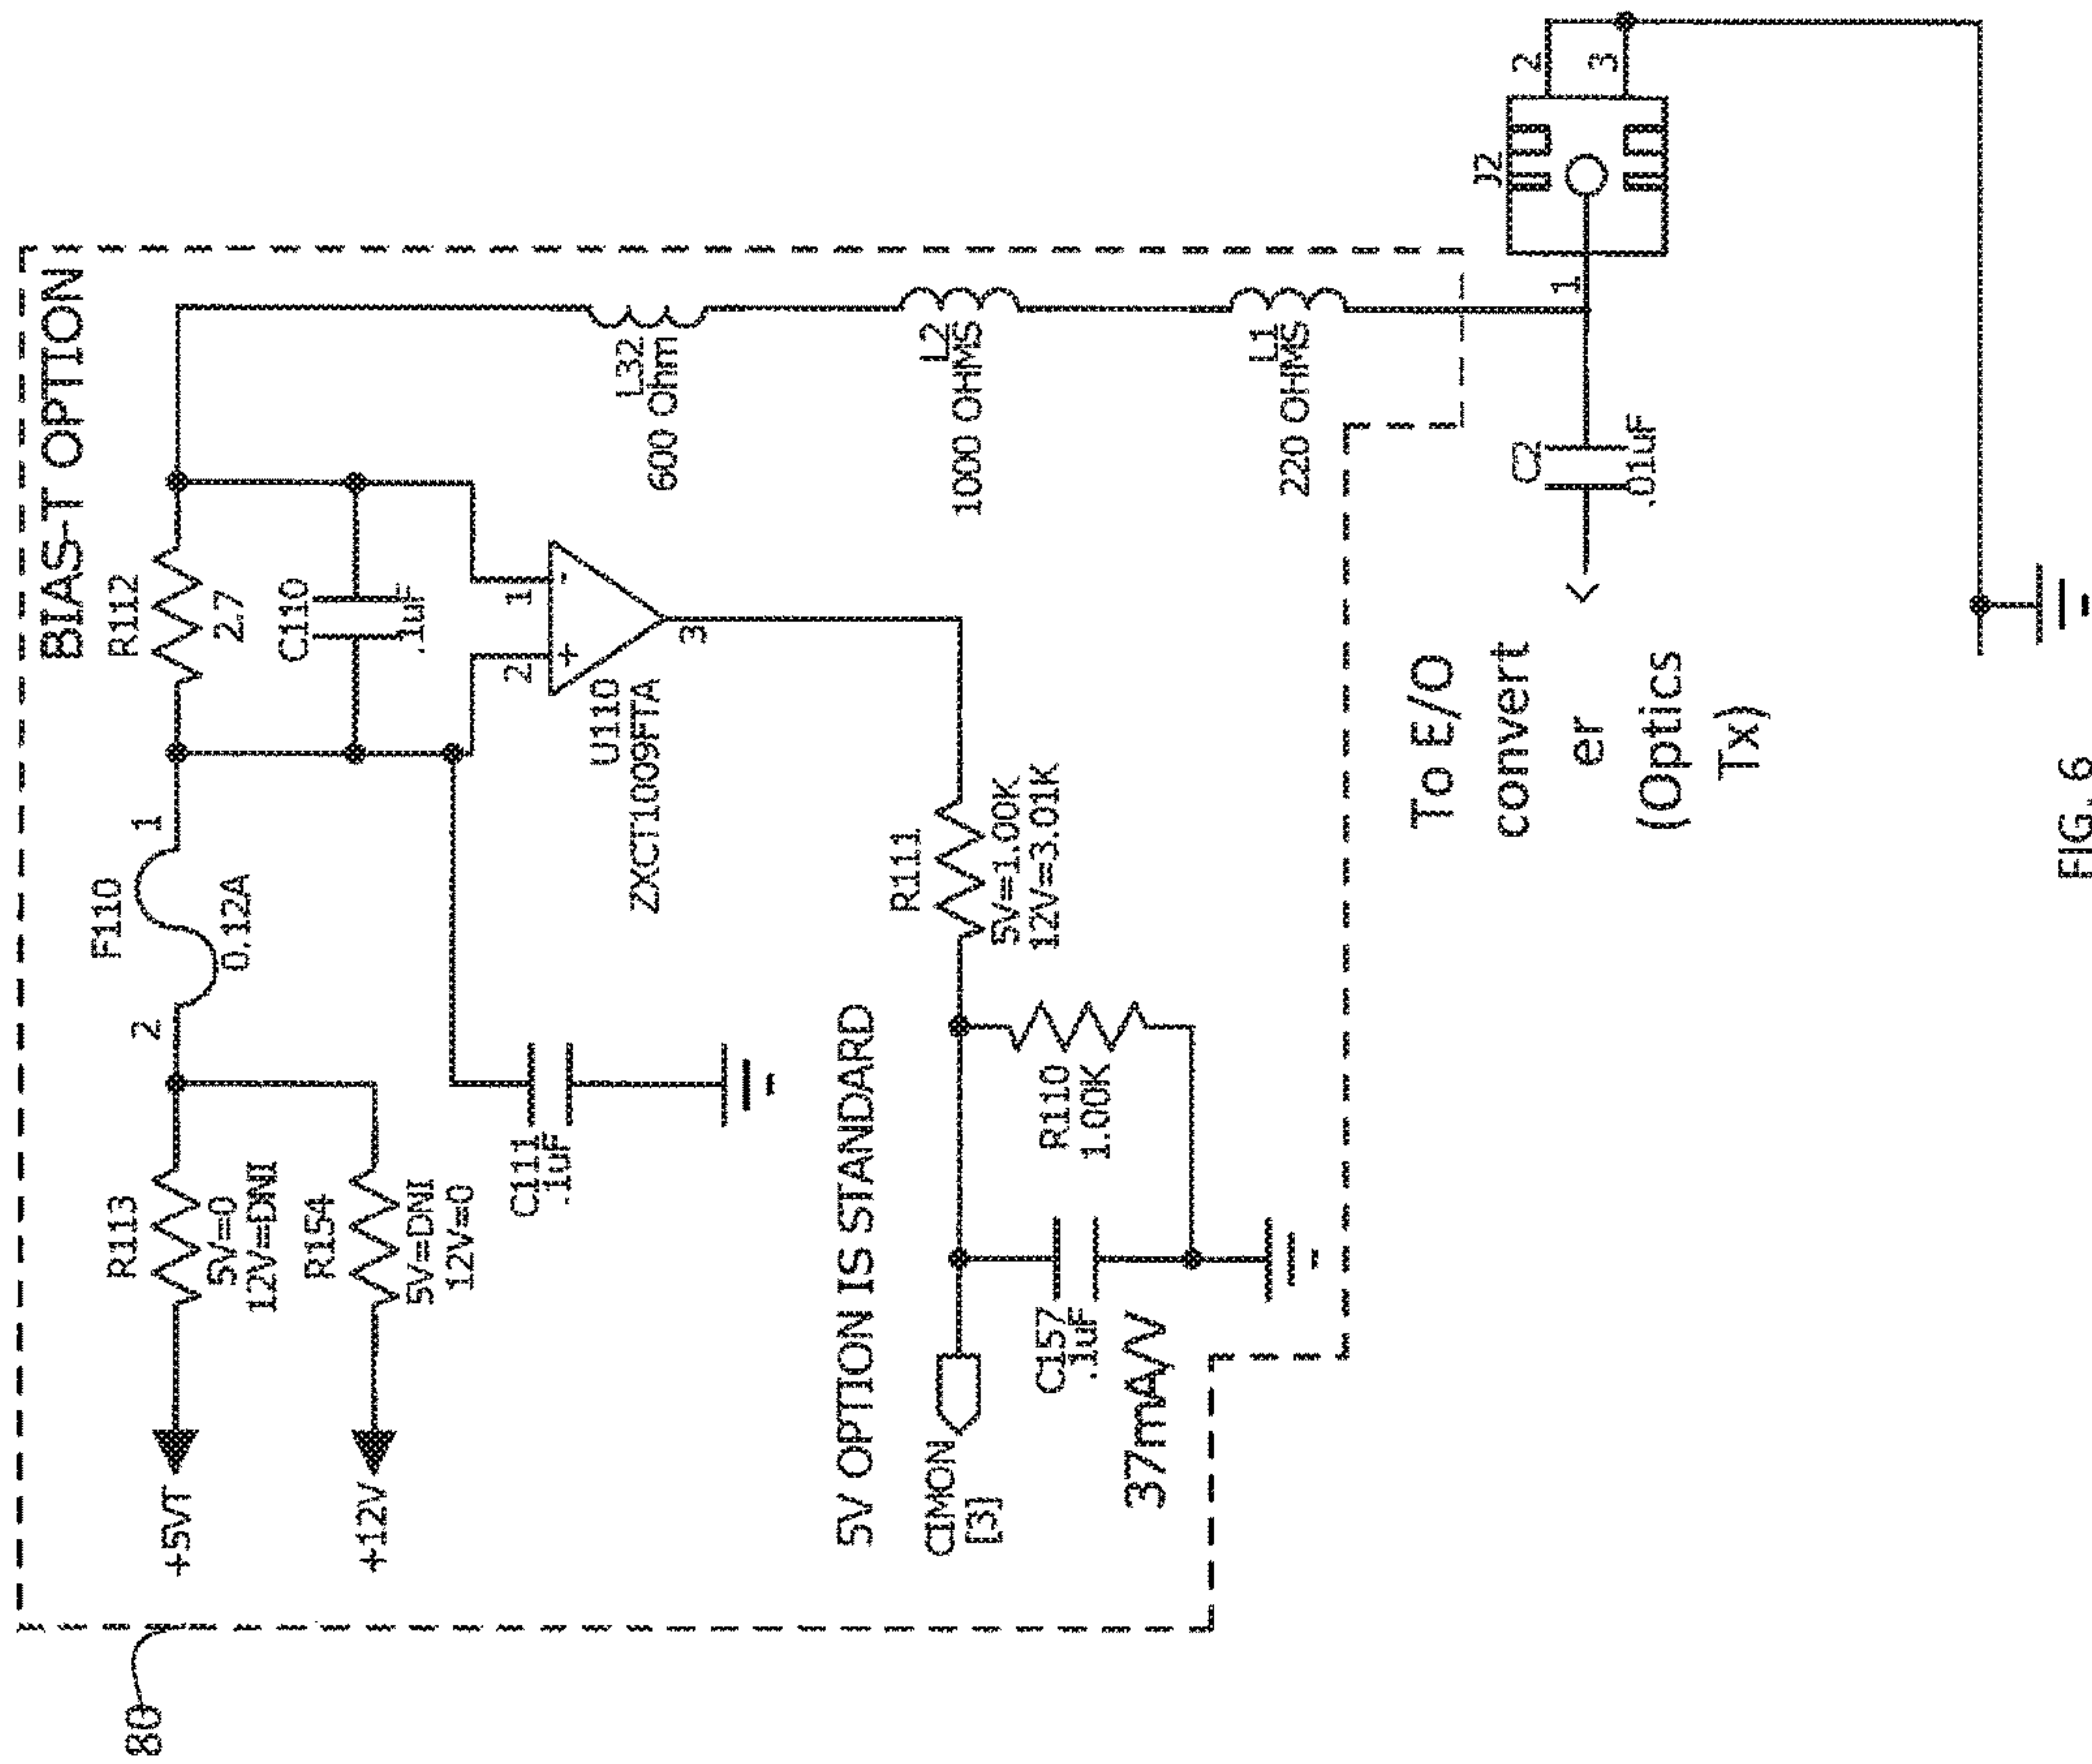 80
BIAS-T OPTION
+5VT
R113
5V=0
12V=DNI
+12V
R154
5V=DNI
12V=0
2
F110
1
0.12A
R112
2.7
C110
.1uF
C111
.1uF
2
+
1
-
3
U110
ZXCT1009FTA
L32
600 Ohm
L2
1000 OHMS
L1
220 OHMS
5V OPTION IS STANDARD
CIMON
[3]
R111
5V=1.00K
12V=3.01K
R110
1.00K
C157
.1uF
37mA/V
J2
1
2
3
C2
.01uF
To E/O
convert
er
(Optics
Tx)
FIG. 6